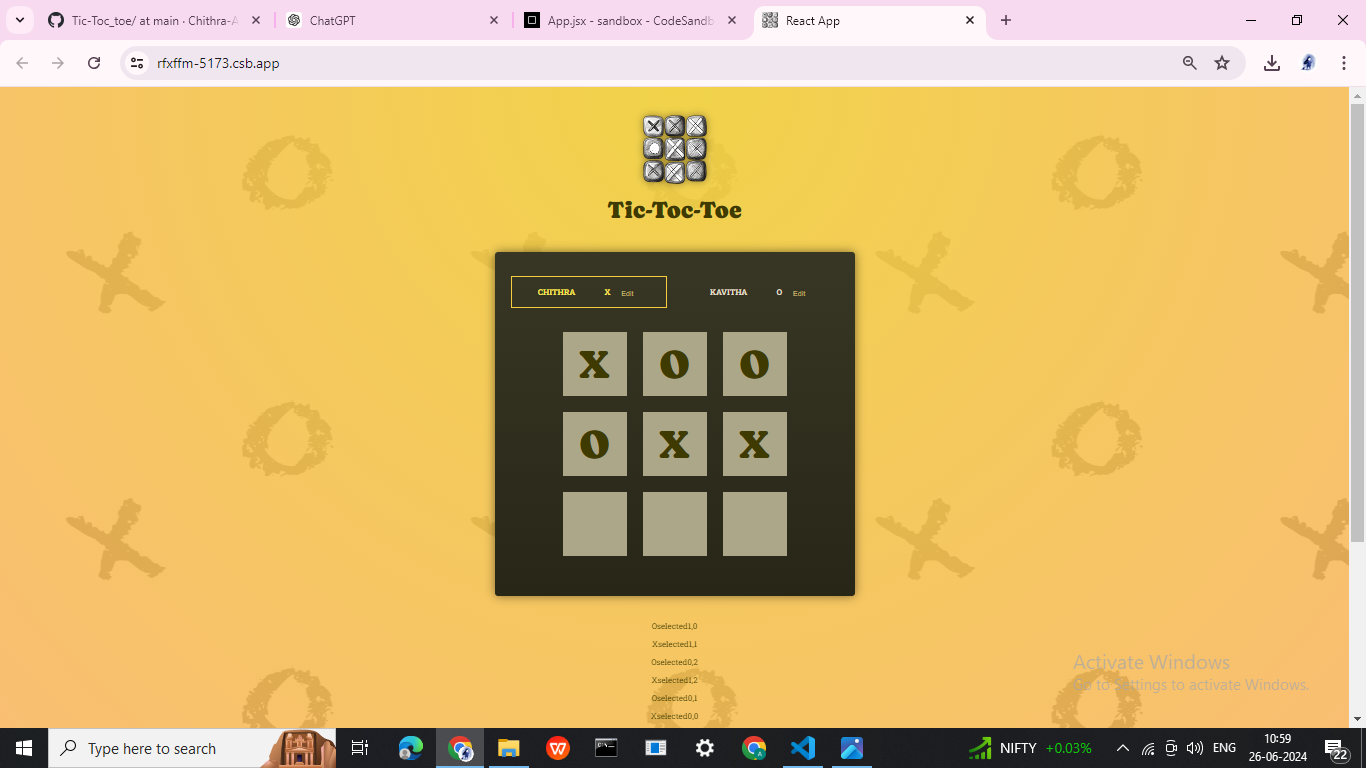 Tic-Toc_toe/ at main · Chithra-A
ChatGPT
App.jsx - sandbox - CodeSandb
React App
rfxffm-5173.csb.app
Tic-Toc-Toe
CHITHRA X Edit
KAVITHA O Edit
X O O
O X X
Oselected1,0
Xselected1,1
Oselected0,2
Xselected1,2
Oselected0,1
Xselected0,0
Activate Windows
Go to Settings to activate Windows.
Type here to search
NIFTY +0.03%
ENG
10:59
26-06-2024
22